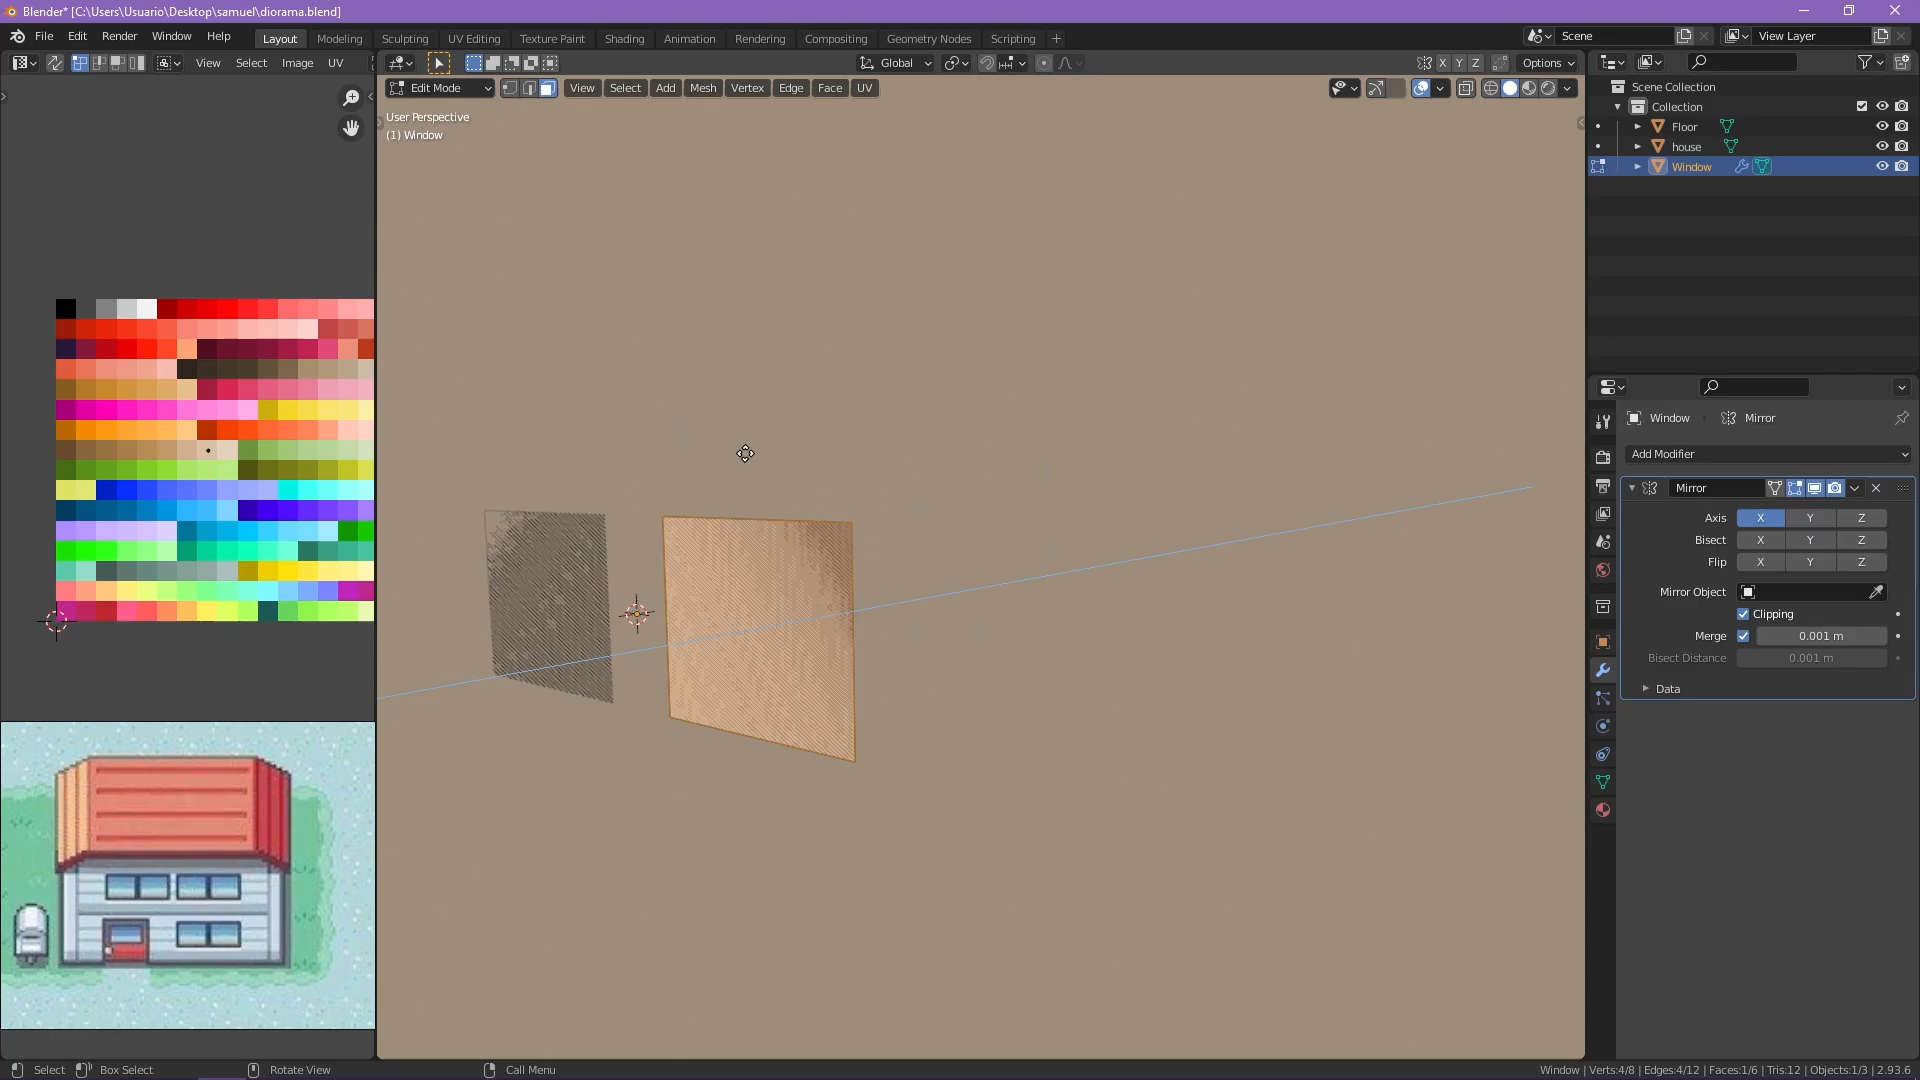 Blender* [C:\Users\Usuario\Desktop\samuel\diorama.blend]
File Edit Render Window Help
Layout Modeling Sculpting UV Editing Texture Paint Shading Animation Rendering Compositing Geometry Nodes Scripting +
Scene
View Layer
View Select Image UV
Global
X Y Z Options
Edit Mode
View Select Add Mesh Vertex Edge Face UV
User Perspective
(1) Window
Scene Collection
Collection
Floor
house
Window
Window Mirror
Add Modifier
Mirror
Axis X Y Z
Bisect X Y Z
Flip X Y Z
Mirror Object
Clipping
Merge 0.001 m
Bisect Distance 0.001 m
Data
Select Box Select Rotate View Call Menu
Window | Verts:4/8 | Edges:4/12 | Faces:1/6 | Tris:12 | Objects:1/3 | 2.93.6